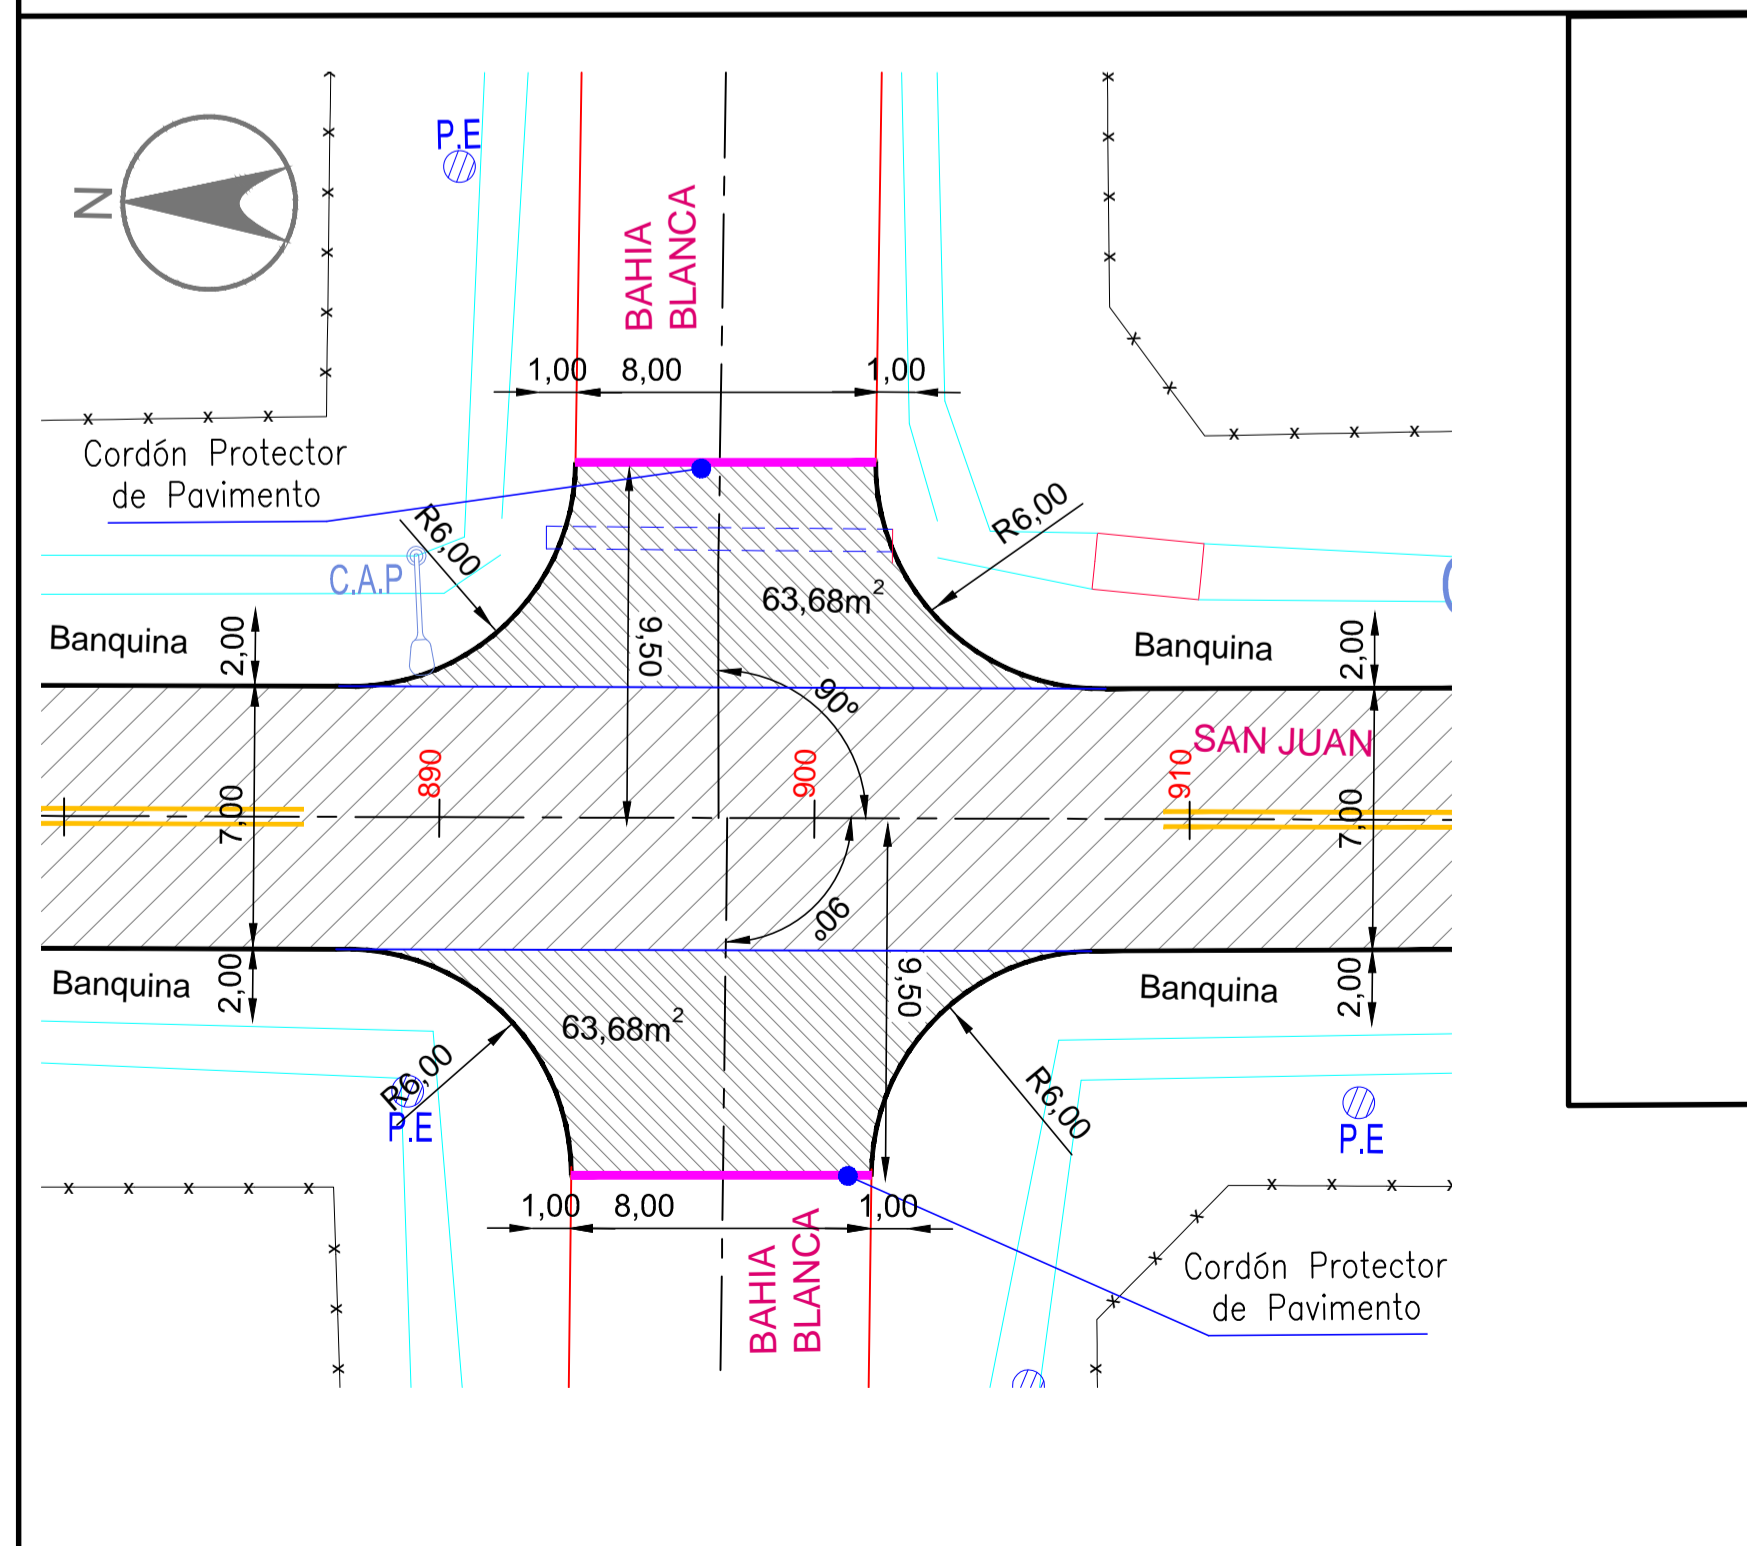 N
P.E
BAHIA
BLANCA
1,00
8,00
1,00
Cordón Protector
de Pavimento
R6,00
R6,00
C.A.P
63,68m²
Banquina
2,00
9,50
Banquina
2,00
90º
SAN JUAN
890
900
910
7,00
7,00
90º
Banquina
2,00
9,50
Banquina
2,00
63,68m²
R6,00
R6,00
P.E
P.E
1,00
8,00
1,00
BAHIA
BLANCA
Cordón Protector
de Pavimento